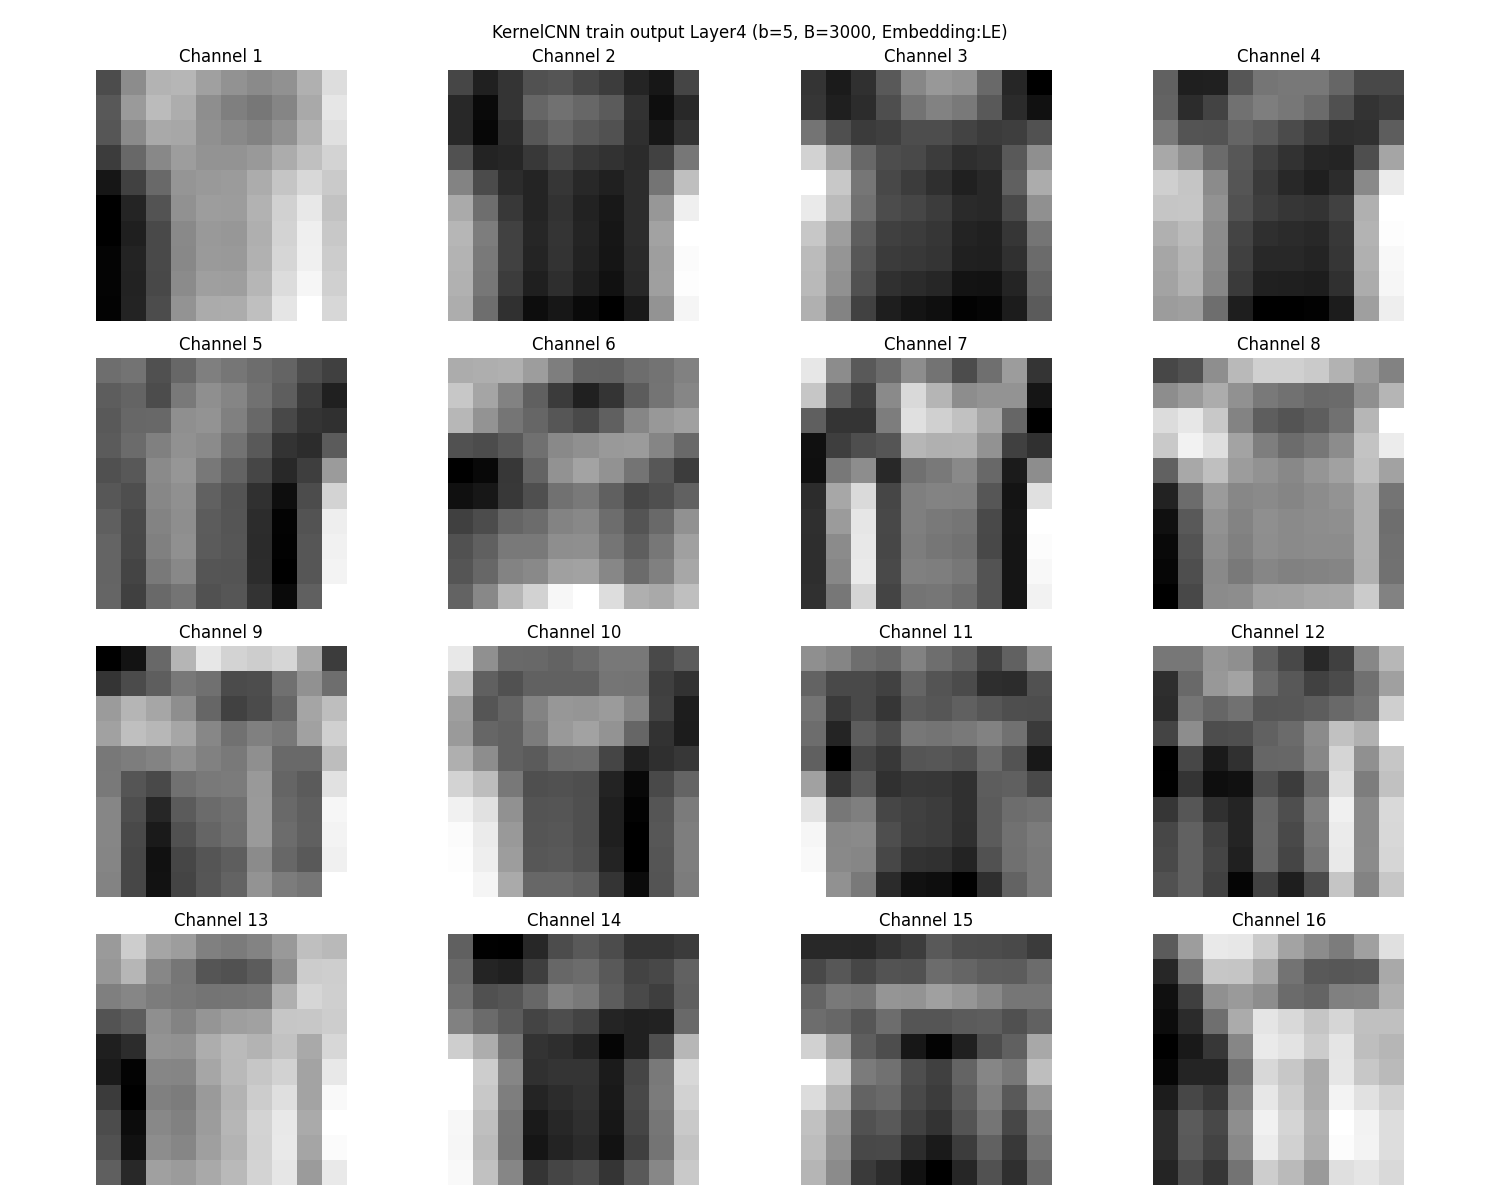 KernelCNN train output Layer4 (b=5, B=3000, Embedding:LE)
Channel 1
Channel 2
Channel 3
Channel 4
Channel 5
Channel 6
Channel 7
Channel 8
Channel 9
Channel 10
Channel 11
Channel 12
Channel 13
Channel 14
Channel 15
Channel 16